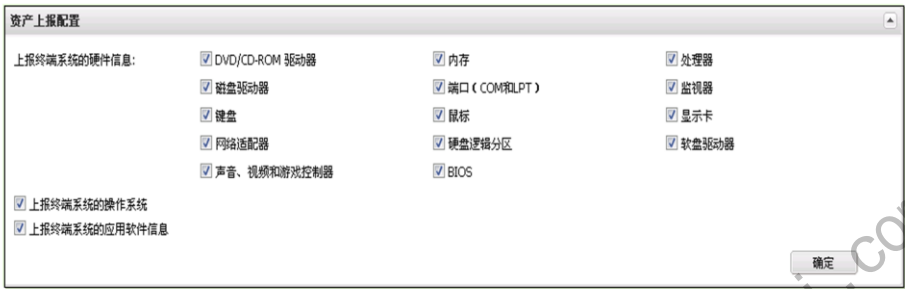 资产上报配置
上报终端系统的硬件信息: DVD/CD-ROM 驱动器 内存 处理器
磁盘驱动器 端口（COM和LPT） 监视器
键盘 鼠标 显示卡
网络适配器 硬盘逻辑分区 软盘驱动器
声音、视频和游戏控制器 BIOS
上报终端系统的操作系统
上报终端系统的应用软件信息
确定